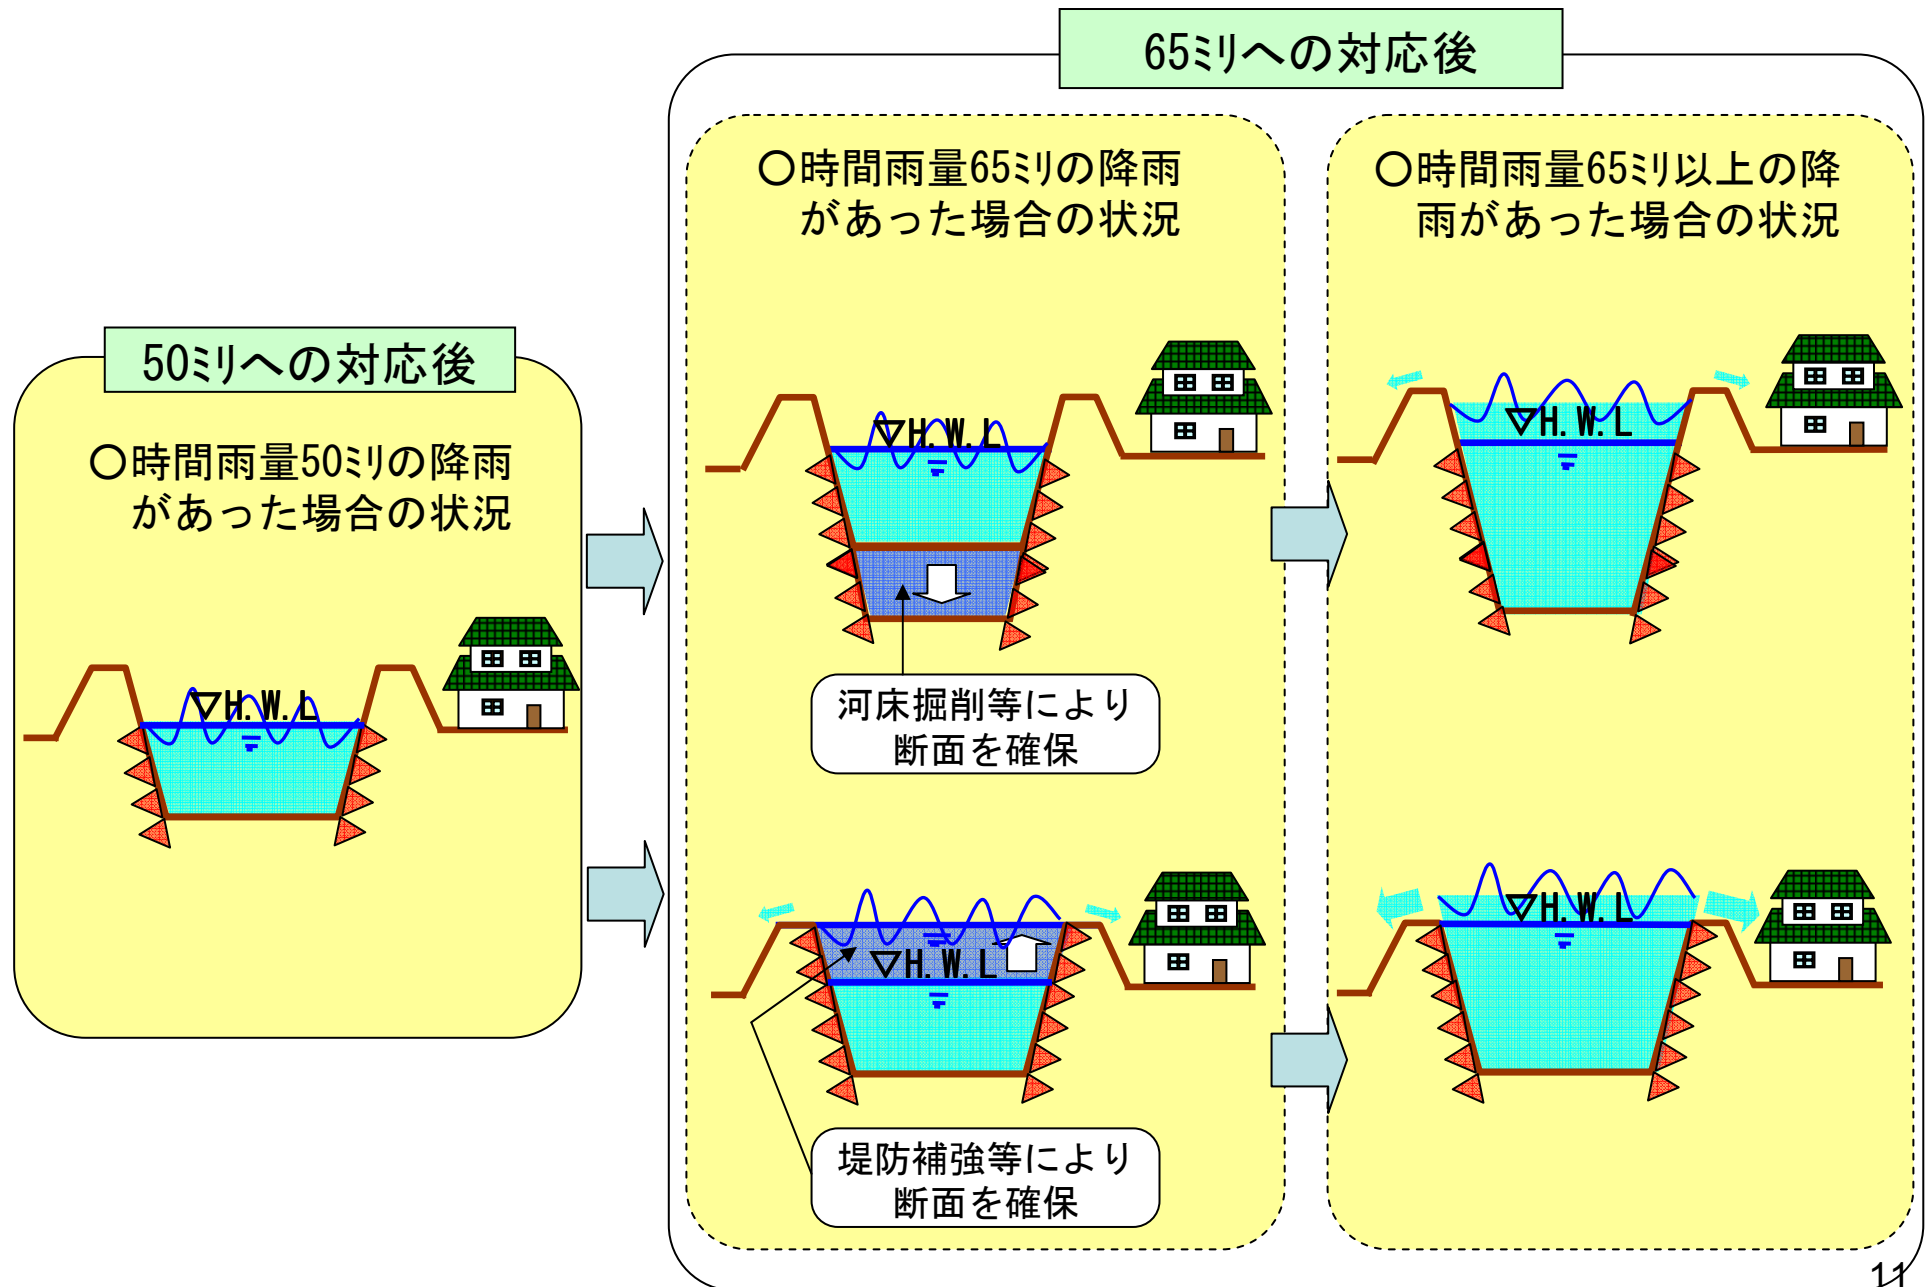 65ﾐﾘへの対応後
〇時間雨量65ﾐﾘの降雨
があった場合の状況
〇時間雨量65ﾐﾘ以上の降
雨があった場合の状況
50ﾐﾘへの対応後
〇時間雨量50ﾐﾘの降雨
があった場合の状況
▽H.W.L
▽H.W.L
▽H.W.L
河床掘削等により
断面を確保
▽H.W.L
▽H.W.L
堤防補強等により
断面を確保
11